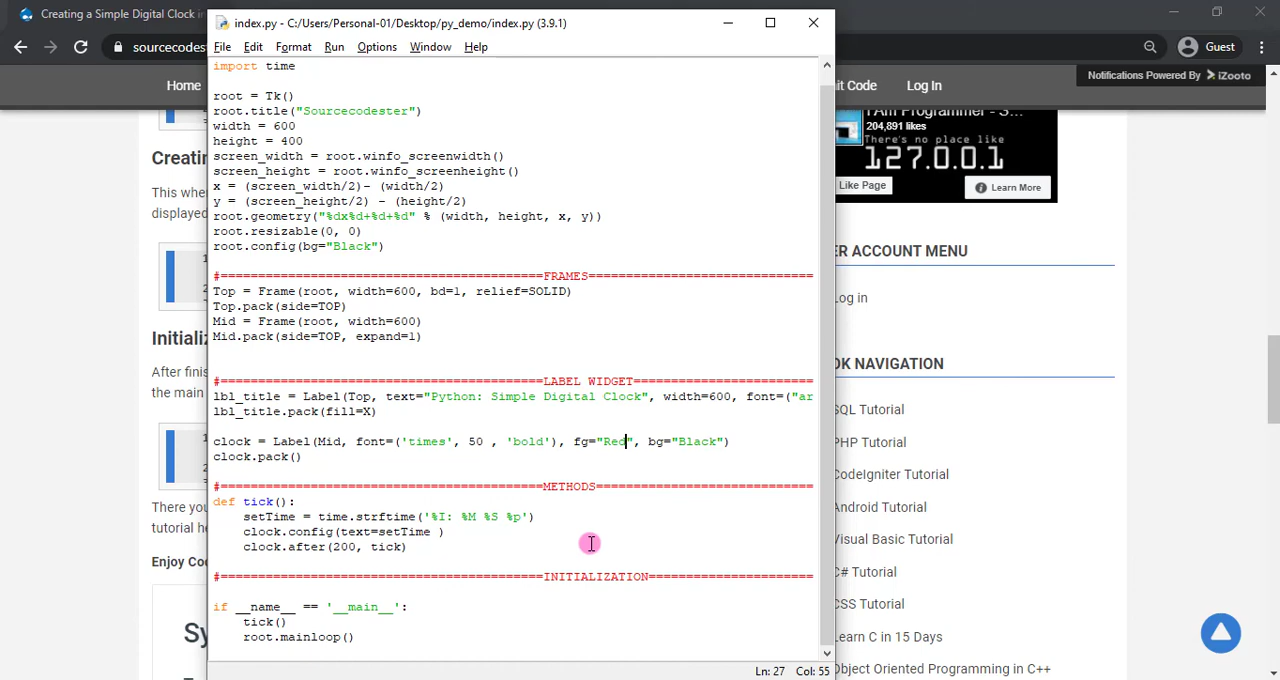 Creating a Simple Digital Clock in
index.py - C:/Users/Personal-01/Desktop/py_demo/index.py (3.9.1)
sourcecodest
Guest
File Edit Format Run Options Window Help
Notifications Powered By iZooto
Home
it Code
Log In
import time
root = Tk()
root.title("Sourcecodester")
width = 600
height = 400
screen_width = root.winfo_screenwidth()
screen_height = root.winfo_screenheight()
x = (screen_width/2)- (width/2)
y = (screen_height/2) - (height/2)
root.geometry("%dx%d+%d+%d" % (width, height, x, y))
root.resizable(0, 0)
root.config(bg="Black")
#===========================================FRAMES==============================
Top = Frame(root, width=600, bd=1, relief=SOLID)
Top.pack(side=TOP)
Mid = Frame(root, width=600)
Mid.pack(side=TOP, expand=1)
#===========================================LABEL WIDGET========================
lbl_title = Label(Top, text="Python: Simple Digital Clock", width=600, font=("ar
lbl_title.pack(fill=X)
clock = Label(Mid, font=('times', 50 , 'bold'), fg="Red", bg="Black")
clock.pack()
#===========================================METHODS=============================
def tick():
setTime = time.strftime('%I: %M %S %p')
clock.config(text=setTime )
clock.after(200, tick)
#===========================================INITIALIZATION======================
if __name__ == '__main__':
tick()
root.mainloop()
Ln: 27 Col: 55
Creatin
This when
displayed
1
Initializ
After finis
the main
1
There you
tutorial he
Enjoy Co
Sy
I Am Programmer - S...
204,891 likes
There's no place like
127.0.0.1
Like Page
Learn More
ER ACCOUNT MENU
Log in
OK NAVIGATION
SQL Tutorial
PHP Tutorial
CodeIgniter Tutorial
Android Tutorial
Visual Basic Tutorial
C# Tutorial
CSS Tutorial
Learn C in 15 Days
Object Oriented Programming in C++